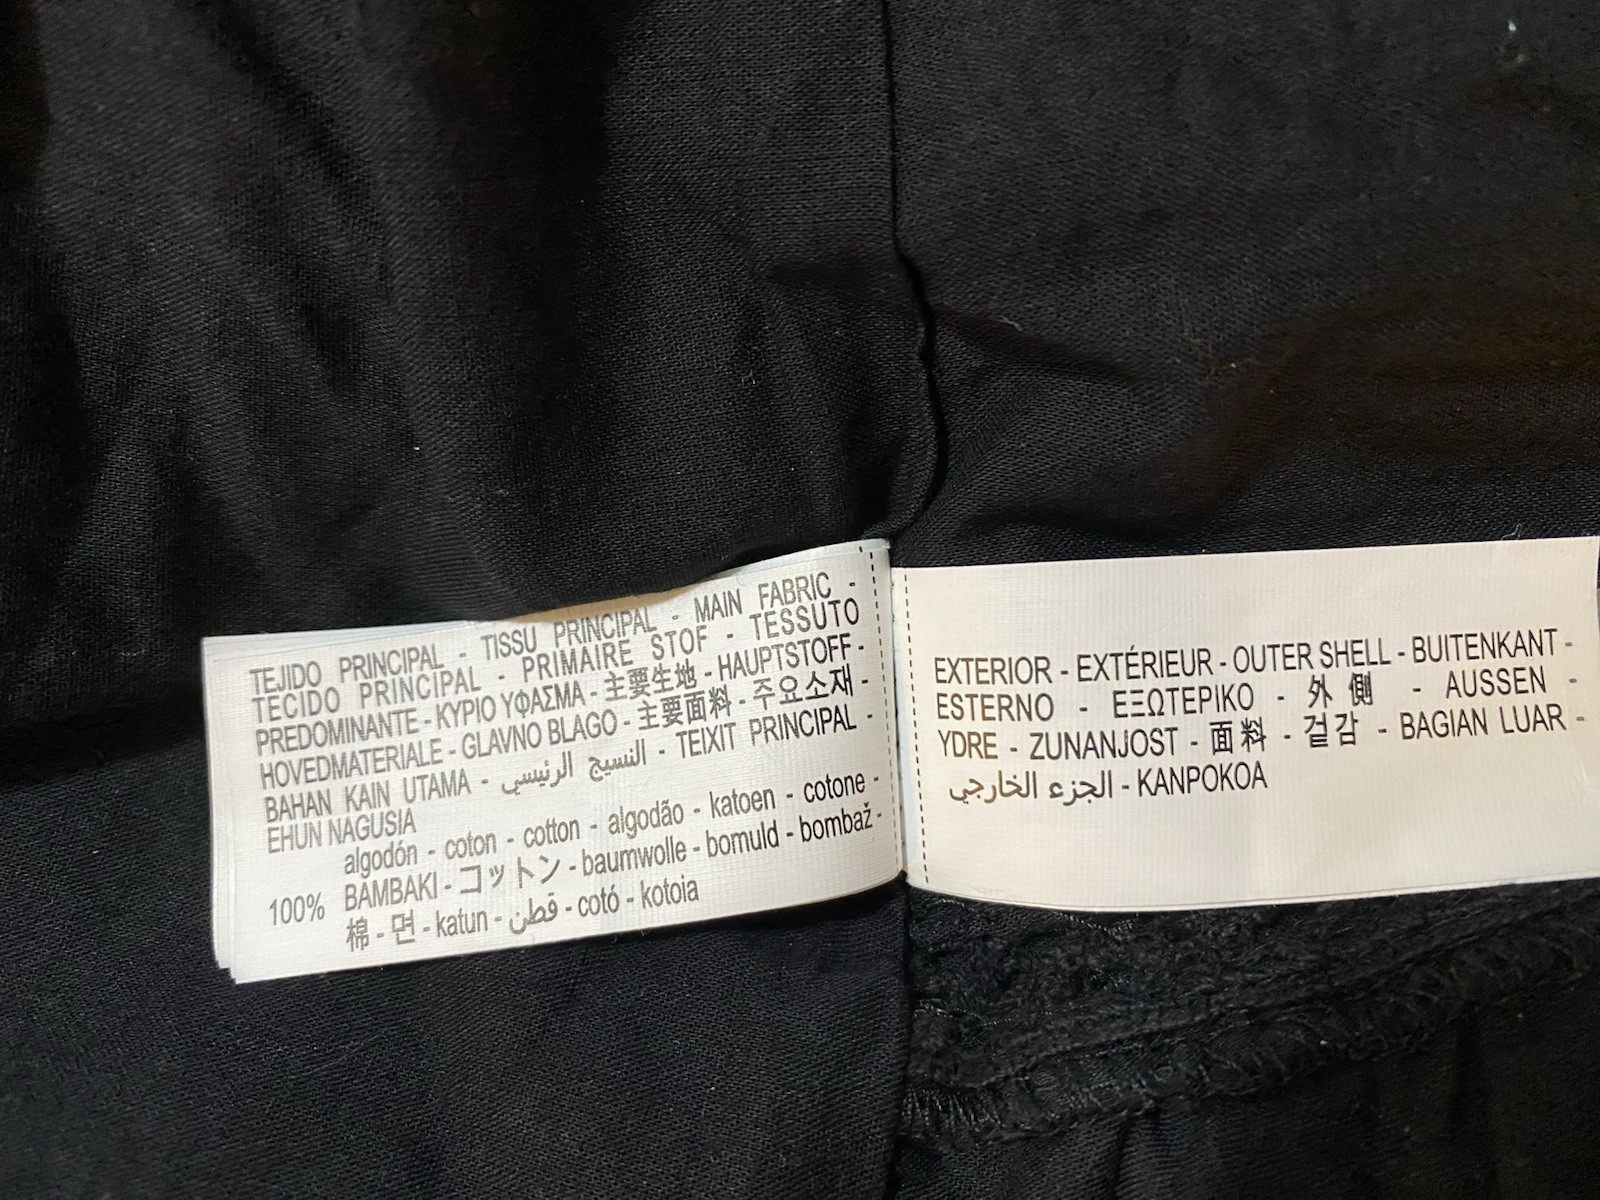 TEJIDO PRINCIPAL - TISSU PRINCIPAL - MAIN FABRIC -
TECIDO PRINCIPAL - PRIMAIRE STOF - TESSUTO
PREDOMINANTE - ΚΥΡΙΟ ΥΦΑΣΜΑ - 主要生地 - HAUPTSTOFF -
HOVEDMATERIALE - GLAVNO BLAGO - 主要面料 - 주요소재 -
BAHAN KAIN UTAMA - النسيج الرئيسي - TEIXIT PRINCIPAL -
EHUN NAGUSIA
algodón - coton - cotton - algodão - katoen - cotone -
100% BAMBAKI - コットン - baumwolle - bomuld - bombaž -
棉 - 면 - katun - قطن - cotó - kotoia
EXTERIOR - EXTÉRIEUR - OUTER SHELL - BUITENKANT -
ESTERNO - ΕΞΩΤΕΡΙΚΟ - 外側 - AUSSEN -
YDRE - ZUNANJOST - 面料 - 겉감 - BAGIAN LUAR -
الجزء الخارجي - KANPOKOA